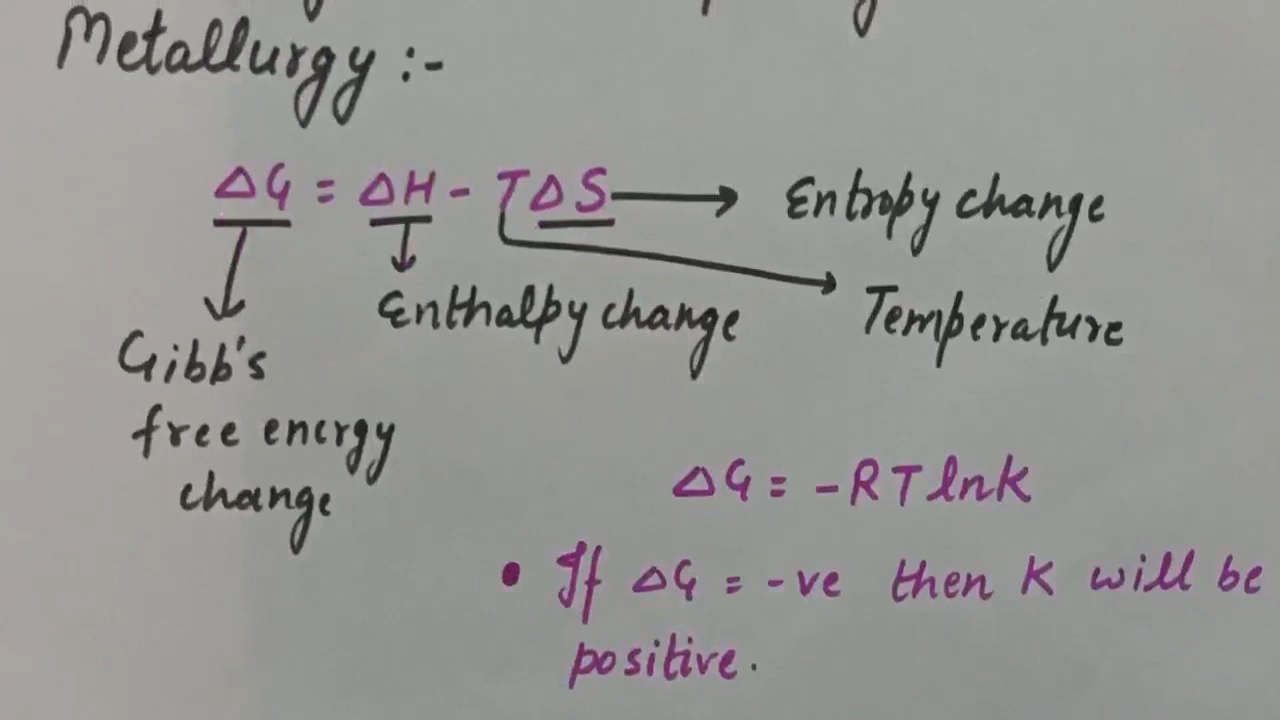 Metallurgy :-
ΔG = ΔH - TΔS → Entropy change
Enthalpy change
Temperature
Gibb's
free energy
change
ΔG = -RTlnK
• If ΔG = -ve then K will be
positive.